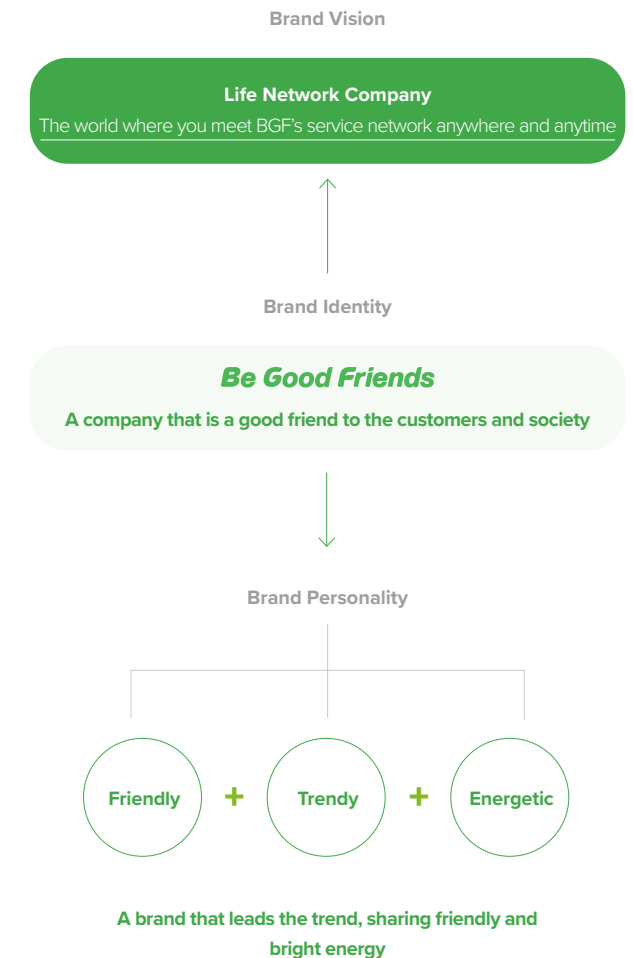 Brand Vision
Life Network Company
The world where you meet BGF's service network anywhere and anytime
Brand Identity
Be Good Friends
A company that is a good friend to the customers and society
Brand Personality
Friendly + Trendy + Energetic
A brand that leads the trend, sharing friendly and
bright energy